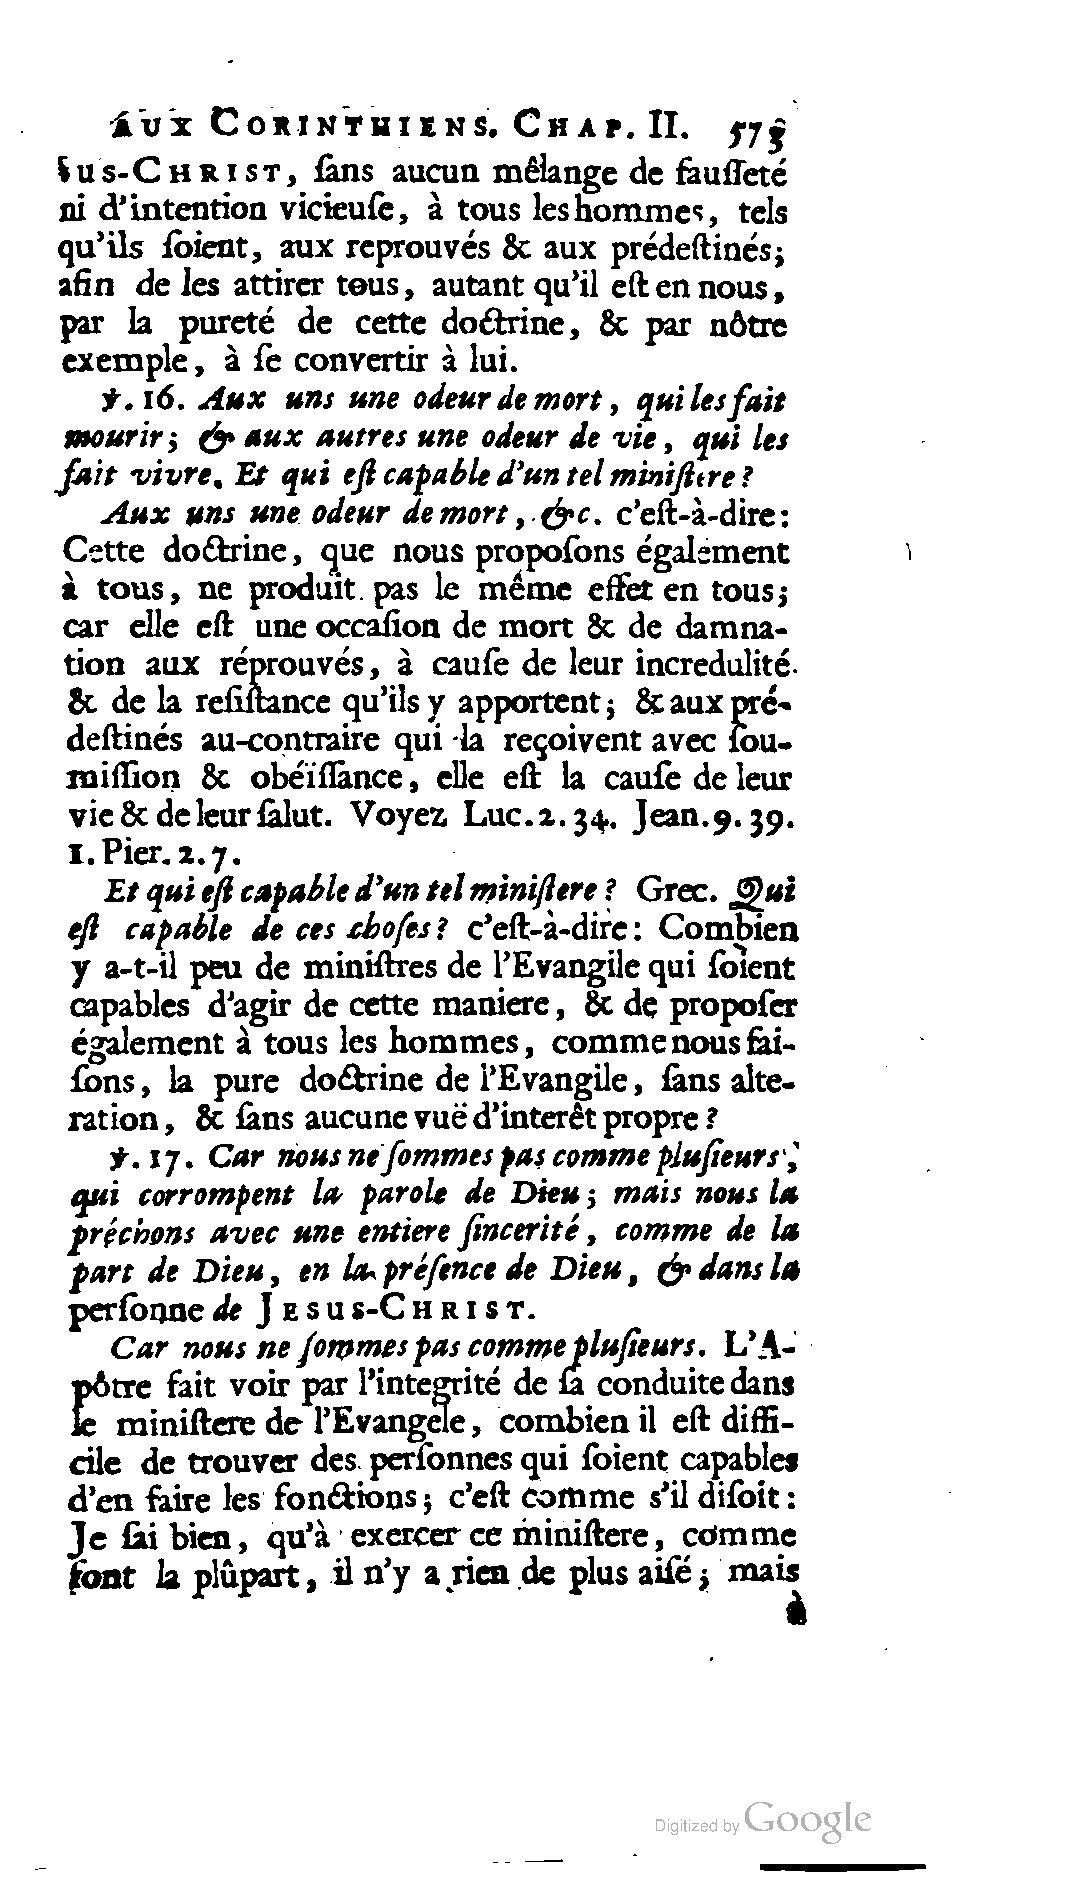 AUX CORINTHIENS. CHAP. II. 573
sus-CHRIST, ſans aucun mêlange de fauſſeté
ni d'intention vicieuſe, à tous les hommes, tels
qu'ils ſoient, aux reprouvés & aux prédeſtinés;
afin de les attirer tous, autant qu'il eſt en nous,
par la pureté de cette doctrine, & par nôtre
exemple, à ſe convertir à lui.
℣. 16. Aux uns une odeur de mort, qui les fait
mourir; & aux autres une odeur de vie, qui les
fait vivre. Et qui eſt capable d'un tel miniſtere?
Aux uns une odeur de mort, &c. c'eſt-à-dire:
Cette doctrine, que nous propoſons également
à tous, ne produit pas le même effet en tous;
car elle eſt une occaſion de mort & de damna-
tion aux réprouvés, à cauſe de leur incredulité
& de la reſiſtance qu'ils y apportent; & aux pré-
deſtinés au-contraire qui la reçoivent avec ſou-
miſſion & obéïſſance, elle eſt la cauſe de leur
vie & de leur ſalut. Voyez Luc. 2. 34. Jean. 9. 39.
1. Pier. 2. 7.
Et qui eſt capable d'un tel miniſtere? Grec. Qui
eſt capable de ces choſes? c'eſt-à-dire: Combien
y a-t-il peu de miniſtres de l'Evangile qui ſoient
capables d'agir de cette maniere, & de propoſer
également à tous les hommes, comme nous fai-
ſons, la pure doctrine de l'Evangile, ſans alte-
ration, & ſans aucune vuë d'interêt propre?
℣. 17. Car nous ne ſommes pas comme pluſieurs,
qui corrompent la parole de Dieu; mais nous la
préchons avec une entiere ſincerité, comme de la
part de Dieu, en la préſence de Dieu, & dans la
perſonne de JESUS-CHRIST.
Car nous ne ſommes pas comme pluſieurs. L'A-
pôtre fait voir par l'integrité de ſa conduite dans
le miniſtere de l'Evangele, combien il eſt diffi-
cile de trouver des perſonnes qui ſoient capables
d'en faire les fonctions; c'eſt comme s'il diſoit:
Je ſai bien, qu'à exercer ce miniſtere, comme
font la plûpart, il n'y a rien de plus aiſé; mais
à
Digitized by Google